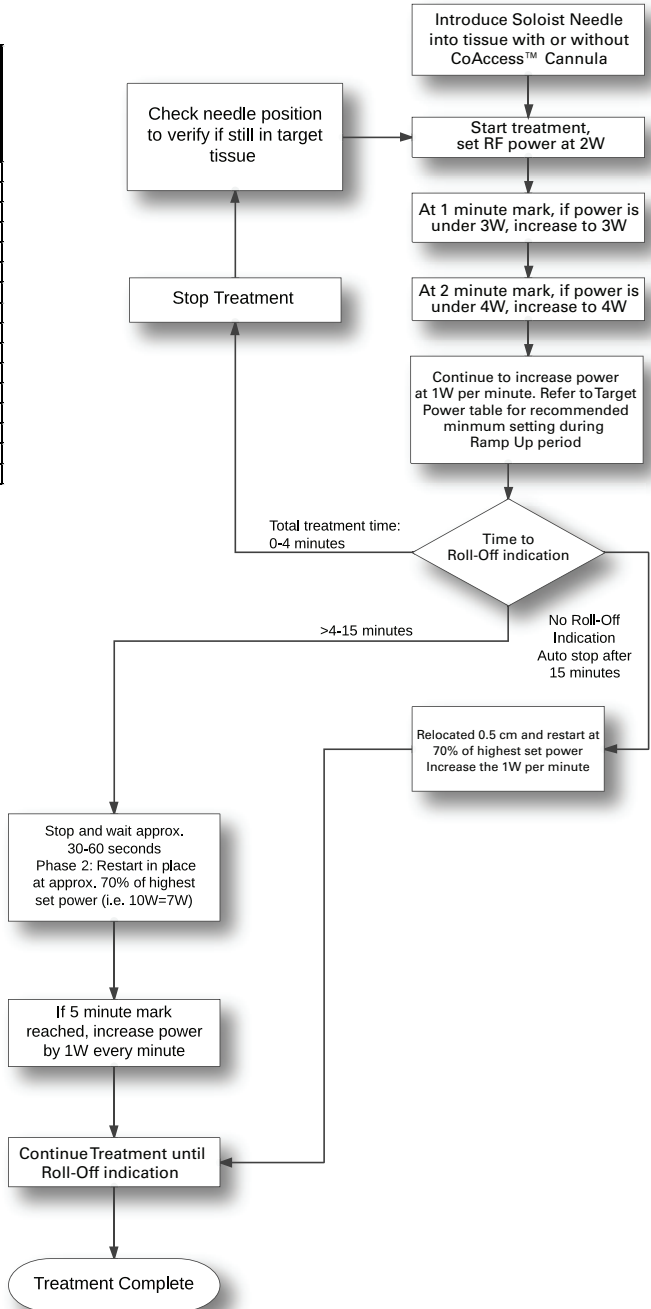 Introduce Soloist Needle
into tissue with or without
CoAccess™ Cannula
Check needle position
to verify if still in target
tissue
Start treatment,
set RF power at 2W
At 1 minute mark, if power is
under 3W, increase to 3W
Stop Treatment
At 2 minute mark, if power is
under 4W, increase to 4W
Continue to increase power
at 1W per minute. Refer to Target
Power table for recommended
minmum setting during
Ramp Up period
Total treatment time:
0-4 minutes
Time to
Roll-Off indication
>4-15 minutes
No Roll-Off
Indication
Auto stop after
15 minutes
Relocated 0.5 cm and restart at
70% of highest set power
Increase the 1W per minute
Stop and wait approx.
30-60 seconds
Phase 2: Restart in place
at approx. 70% of highest
set power (i.e. 10W=7W)
If 5 minute mark
reached, increase power
by 1W every minute
Continue Treatment until
Roll-Off indication
Treatment Complete